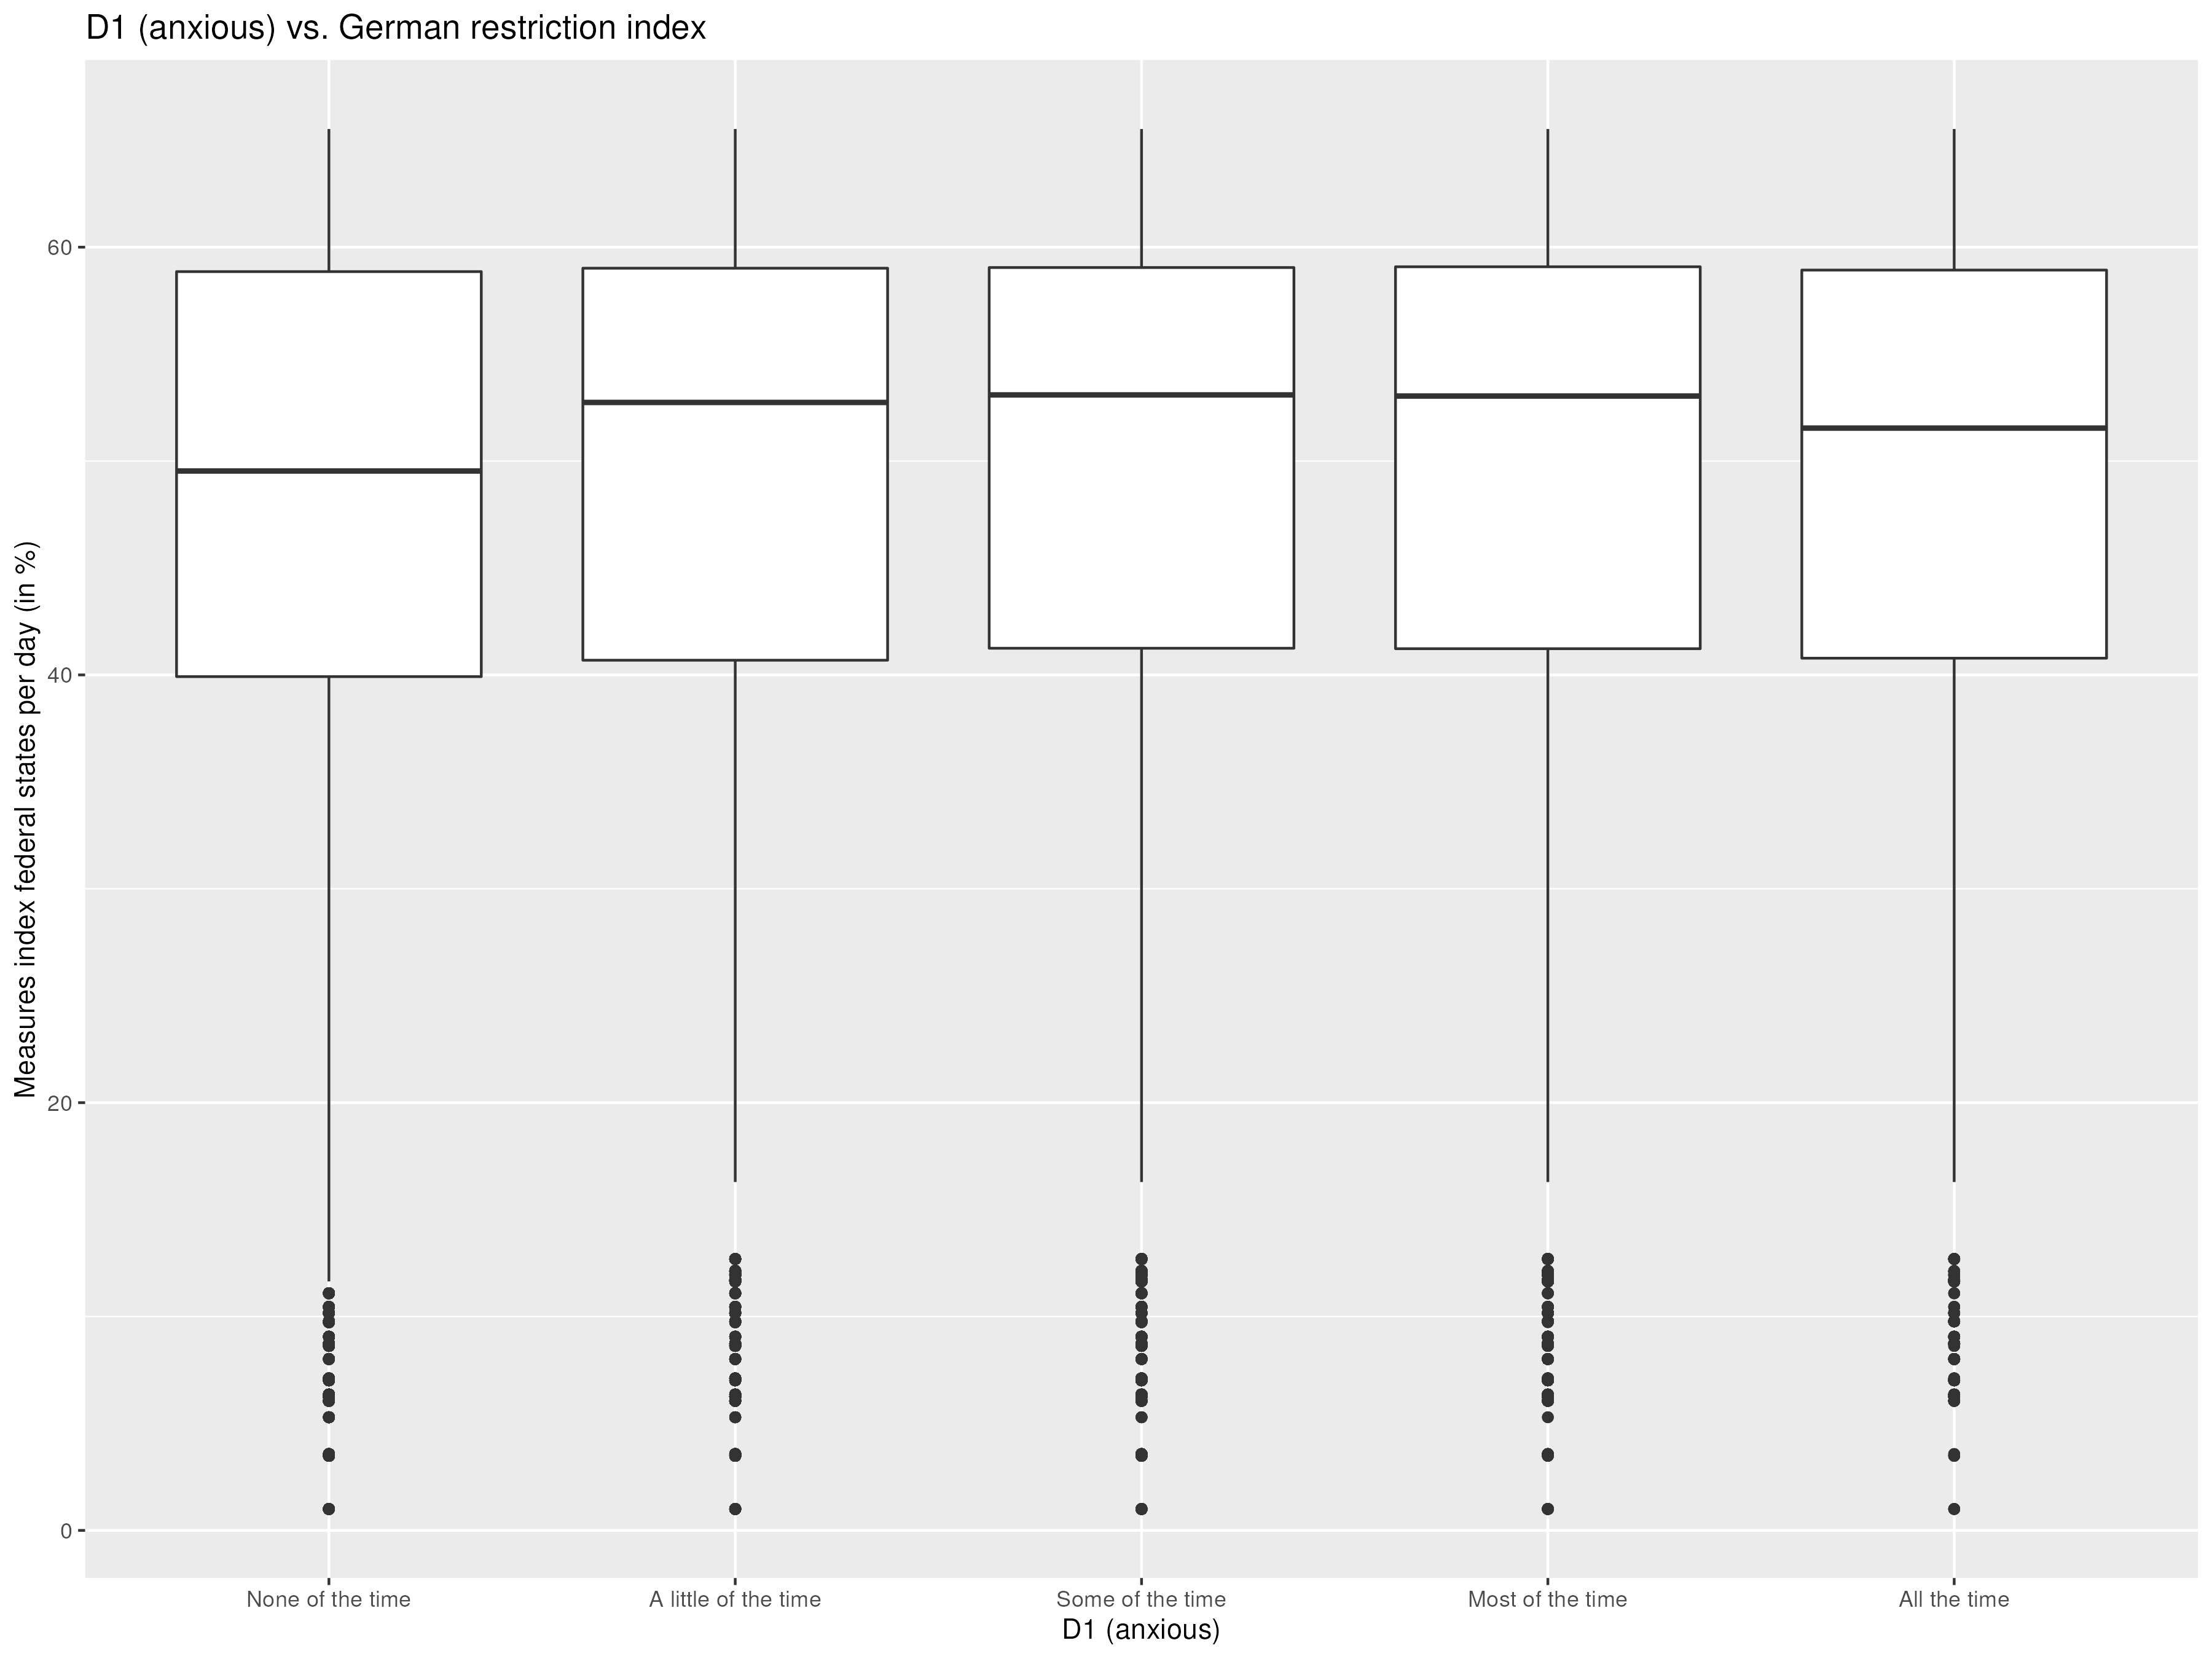 D1 (anxious) vs. German restriction index
Measures index federal states per day (in %)
60
40
20
0
None of the time
A little of the time
Some of the time
Most of the time
All the time
D1 (anxious)